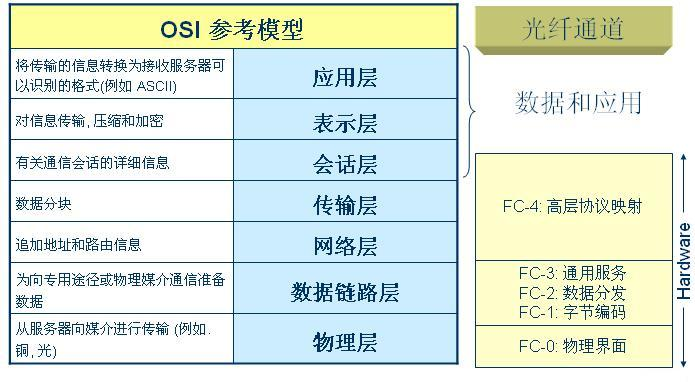 OSI 参考模型
将传输的信息转换为接收服务器可
以识别的格式(例如 ASCII)
应用层
对信息传输, 压缩和加密
表示层
有关通信会话的详细信息
会话层
数据分块
传输层
追加地址和路由信息
网络层
为向专用途径或物理媒介通信准备
数据
数据链路层
从服务器向媒介进行传输 (例如.
铜, 光)
物理层
光纤通道
数据和应用
FC-4: 高层协议映射
FC-3: 通用服务
FC-2: 数据分发
FC-1: 字节编码
FC-0: 物理界面
Hardware